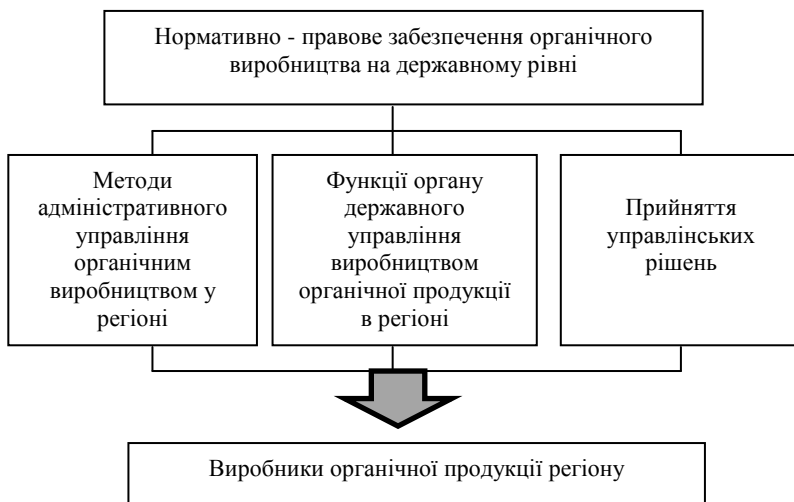 Нормативно - правове забезпечення органічного
виробництва на державному рівні
Методи
адміністративного
управління
органічним
виробництвом у
регіоні
Функції органу
державного
управління
виробництвом
органічної продукції
в регіоні
Прийняття
управлінських
рішень
Виробники органічної продукції регіону